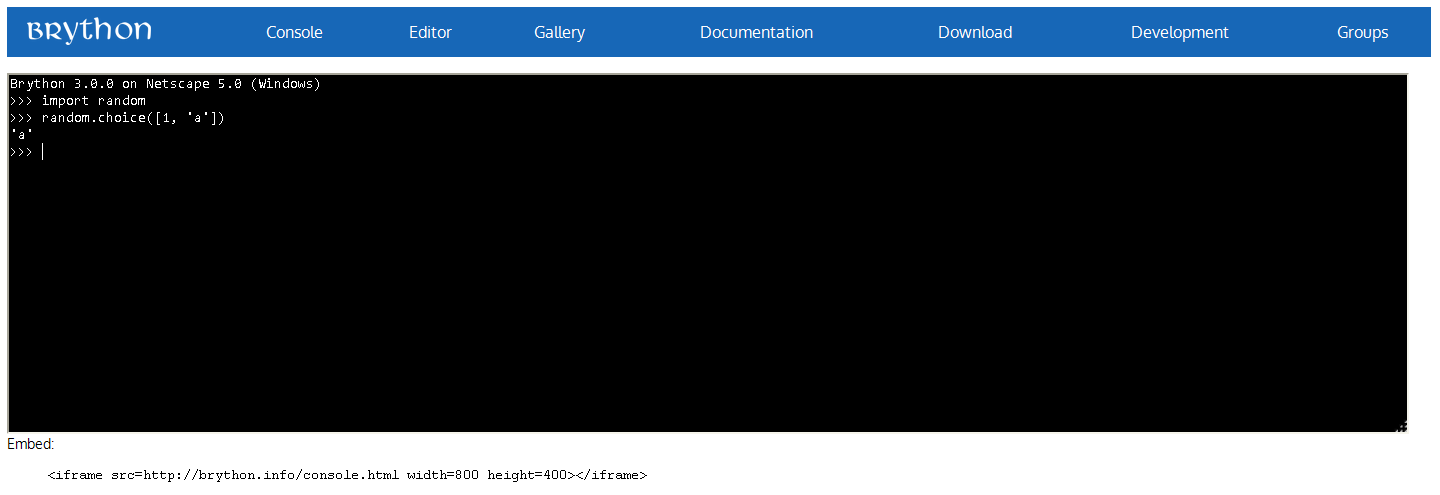 BRython Console Editor Gallery Documentation Download Development Groups
Brython 3.0.0 on Netscape 5.0 (Windows)
>>> import random
>>> random.choice([1, 'a'])
'a'
>>>
Embed:
<iframe src=http://brython.info/console.html width=800 height=400></iframe>